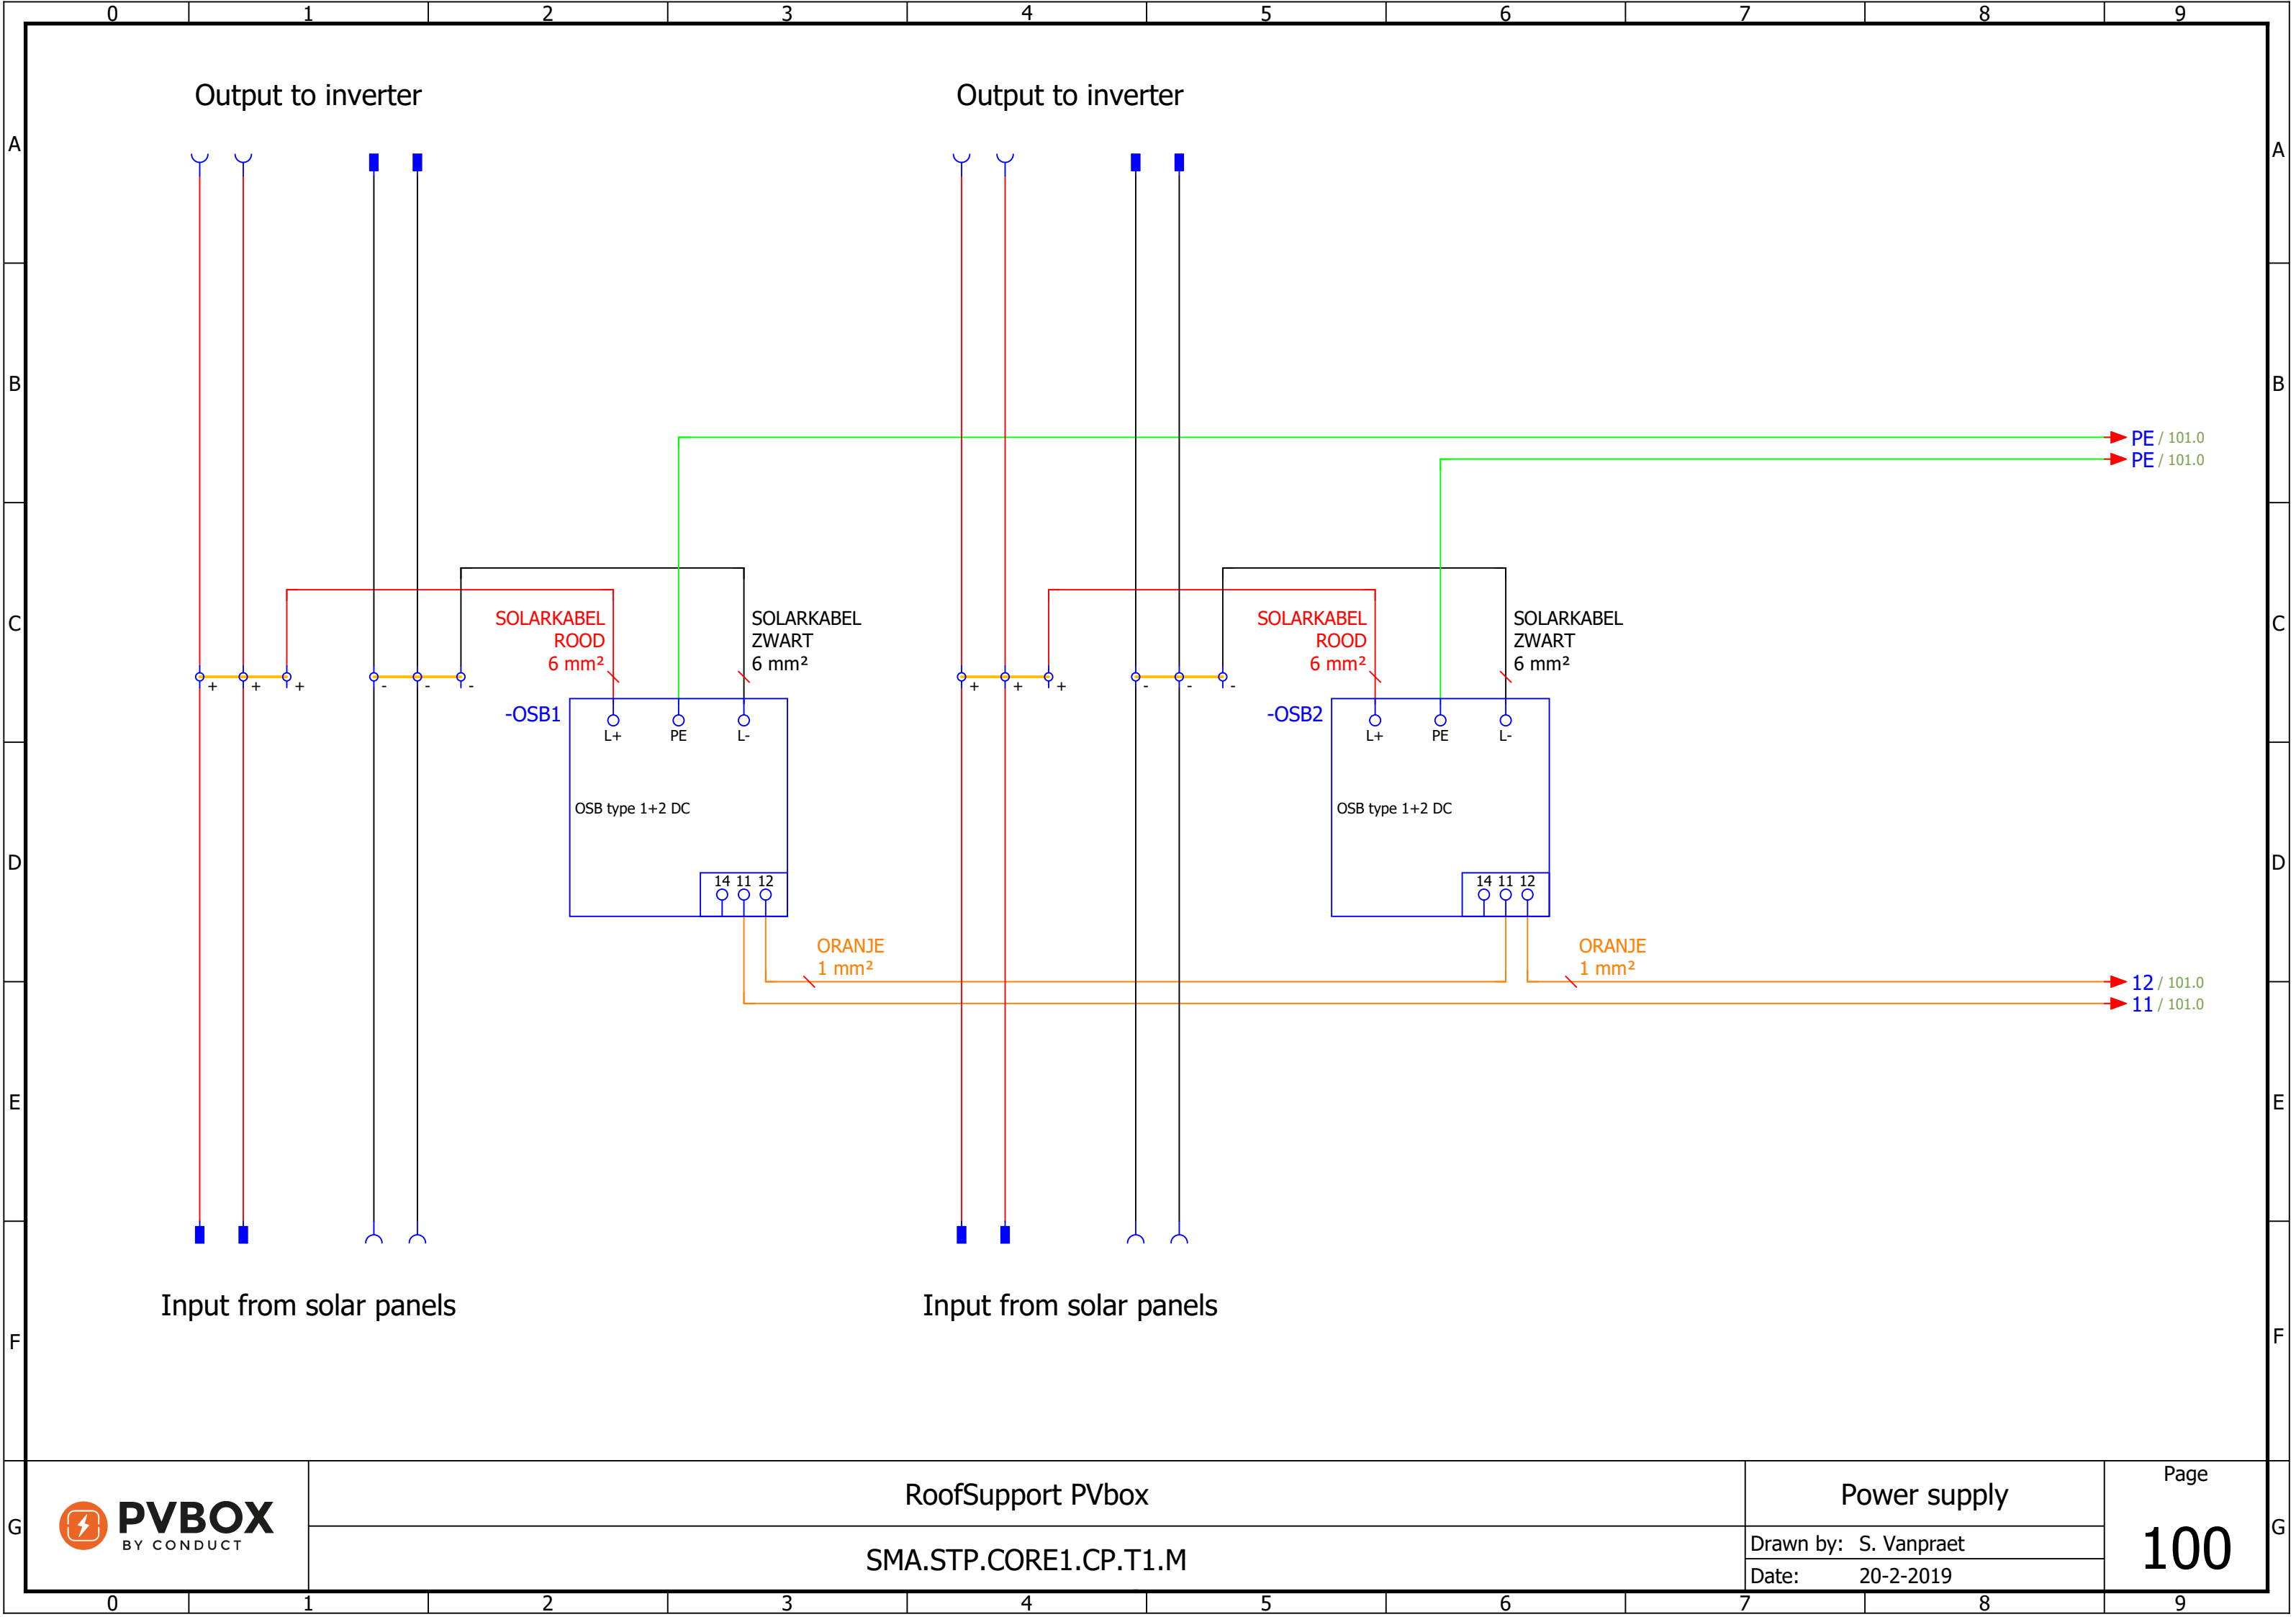 0 1 2 3 4 5 6 7 8 9
Output to inverter Output to inverter
A A
B B
PE / 101.0
PE / 101.0
C C
SOLARKABEL
ROOD
6 mm²
SOLARKABEL
ZWART
6 mm²
SOLARKABEL
ROOD
6 mm²
SOLARKABEL
ZWART
6 mm²
+ + + - - - + + + - - -
-OSB1
L+ PE L-
OSB type 1+2 DC
14 11 12
-OSB2
L+ PE L-
OSB type 1+2 DC
14 11 12
D D
ORANJE
1 mm²
ORANJE
1 mm²
12 / 101.0
11 / 101.0
E E
Input from solar panels Input from solar panels
F F
G G
PVBOX
BY CONDUCT
RoofSupport PVbox
SMA.STP.CORE1.CP.T1.M
Power supply
Drawn by: S. Vanpraet
Date: 20-2-2019
Page
100
0 1 2 3 4 5 6 7 8 9